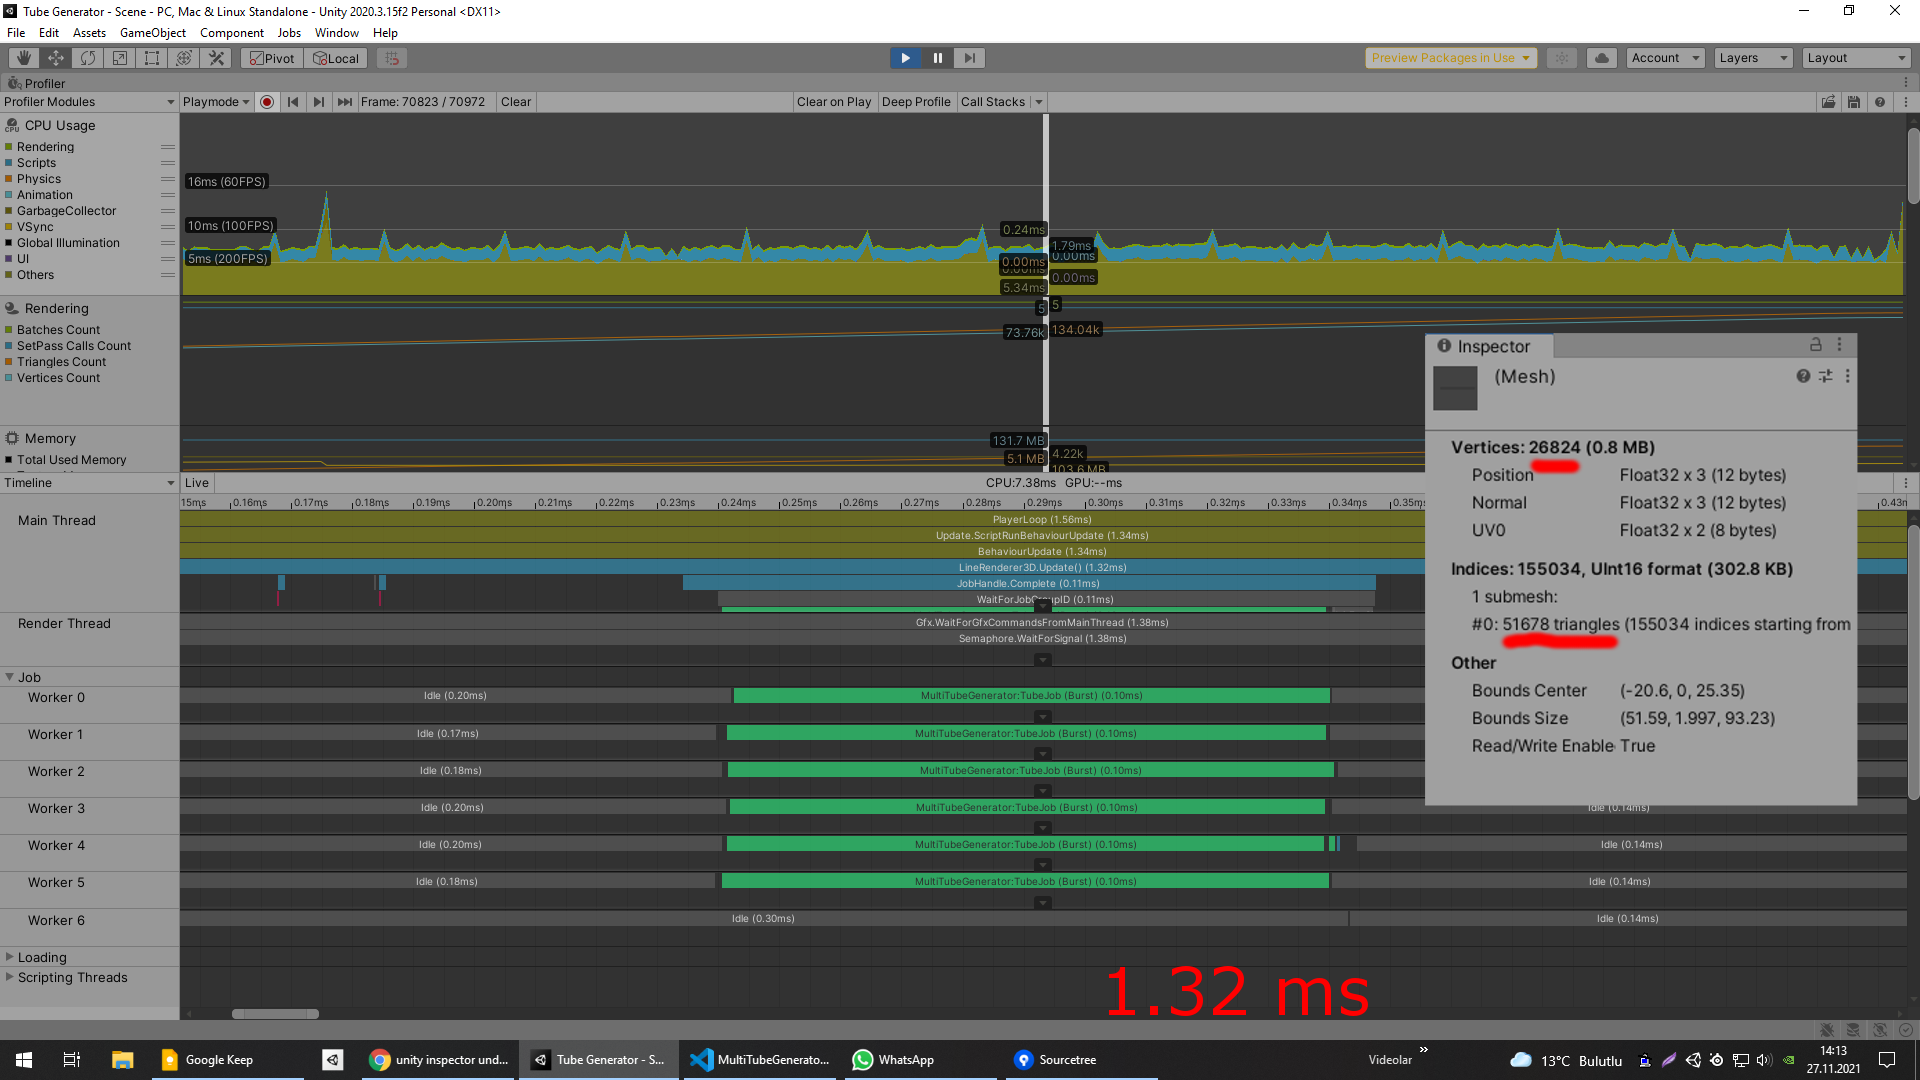 Tube Generator - Scene - PC, Mac & Linux Standalone - Unity 2020.3.15f2 Personal <DX11>
File Edit Assets GameObject Component Jobs Window Help
Pivot Local Preview Packages in Use Account Layers Layout
Profiler
Profiler Modules Playmode Frame: 70823 / 70972 Clear Clear on Play Deep Profile Call Stacks
CPU Usage
Rendering
Scripts
Physics
Animation
GarbageCollector
VSync
Global Illumination
UI
Others
16ms (60FPS)
10ms (100FPS)
5ms (200FPS)
0.24ms
1.79ms
0.00ms
0.00ms
0.00ms
0.00ms
5.34ms
Rendering
Batches Count
SetPass Calls Count
Triangles Count
Vertices Count
5 5
73.76k 134.04k
Memory
Total Used Memory
131.7 MB
4.22k
5.1 MB
103.6 MB
Inspector
(Mesh)
Vertices: 26824 (0.8 MB)
Position Float32 x 3 (12 bytes)
Normal Float32 x 3 (12 bytes)
UV0 Float32 x 2 (8 bytes)
Indices: 155034, UInt16 format (302.8 KB)
1 submesh:
#0: 51678 triangles (155034 indices starting from
Other
Bounds Center (-20.6, 0, 25.35)
Bounds Size (51.59, 1.997, 93.23)
Read/Write Enable True
Timeline Live CPU:7.38ms GPU:--ms
15ms 0.16ms 0.17ms 0.18ms 0.19ms 0.20ms 0.21ms 0.22ms 0.23ms 0.24ms 0.25ms 0.26ms 0.27ms 0.28ms 0.29ms 0.30ms 0.31ms 0.32ms 0.33ms 0.34ms 0.35ms 0.43m
Main Thread
PlayerLoop (1.56ms)
Update.ScriptRunBehaviourUpdate (1.34ms)
BehaviourUpdate (1.34ms)
LineRenderer3D.Update() (1.32ms)
JobHandle.Complete (0.11ms)
WaitForJobGroupID (0.11ms)
Render Thread
Gfx.WaitForGfxCommandsFromMainThread (1.38ms)
Semaphore.WaitForSignal (1.38ms)
Job
Worker 0 Idle (0.20ms) MultiTubeGenerator:TubeJob (Burst) (0.10ms)
Worker 1 Idle (0.17ms) MultiTubeGenerator:TubeJob (Burst) (0.10ms)
Worker 2 Idle (0.18ms) MultiTubeGenerator:TubeJob (Burst) (0.10ms)
Worker 3 Idle (0.20ms) MultiTubeGenerator:TubeJob (Burst) (0.10ms) Idle (0.14ms)
Worker 4 Idle (0.20ms) MultiTubeGenerator:TubeJob (Burst) (0.10ms) Idle (0.14ms)
Worker 5 Idle (0.18ms) MultiTubeGenerator:TubeJob (Burst) (0.10ms) Idle (0.14ms)
Worker 6 Idle (0.30ms) Idle (0.14ms)
Loading
Scripting Threads
1.32 ms
Google Keep unity inspector und... Tube Generator - S... MultiTubeGenerato... WhatsApp Sourcetree Videolar 13°C Bulutlu 14:13
27.11.2021